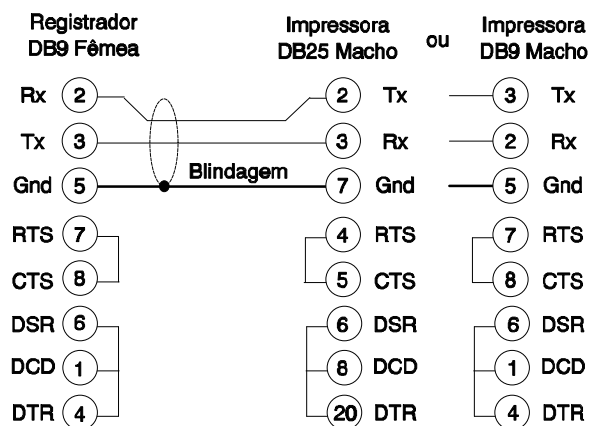 Registrador Impressora ou Impressora
DB9 Fêmea DB25 Macho DB9 Macho
Rx 2 2 Tx 3 Tx
Tx 3 3 Rx 2 Rx
Blindagem
Gnd 5 7 Gnd 5 Gnd
RTS 7 4 RTS 7 RTS
CTS 8 5 CTS 8 CTS
DSR 6 6 DSR 6 DSR
DCD 1 8 DCD 1 DCD
DTR 4 20 DTR 4 DTR